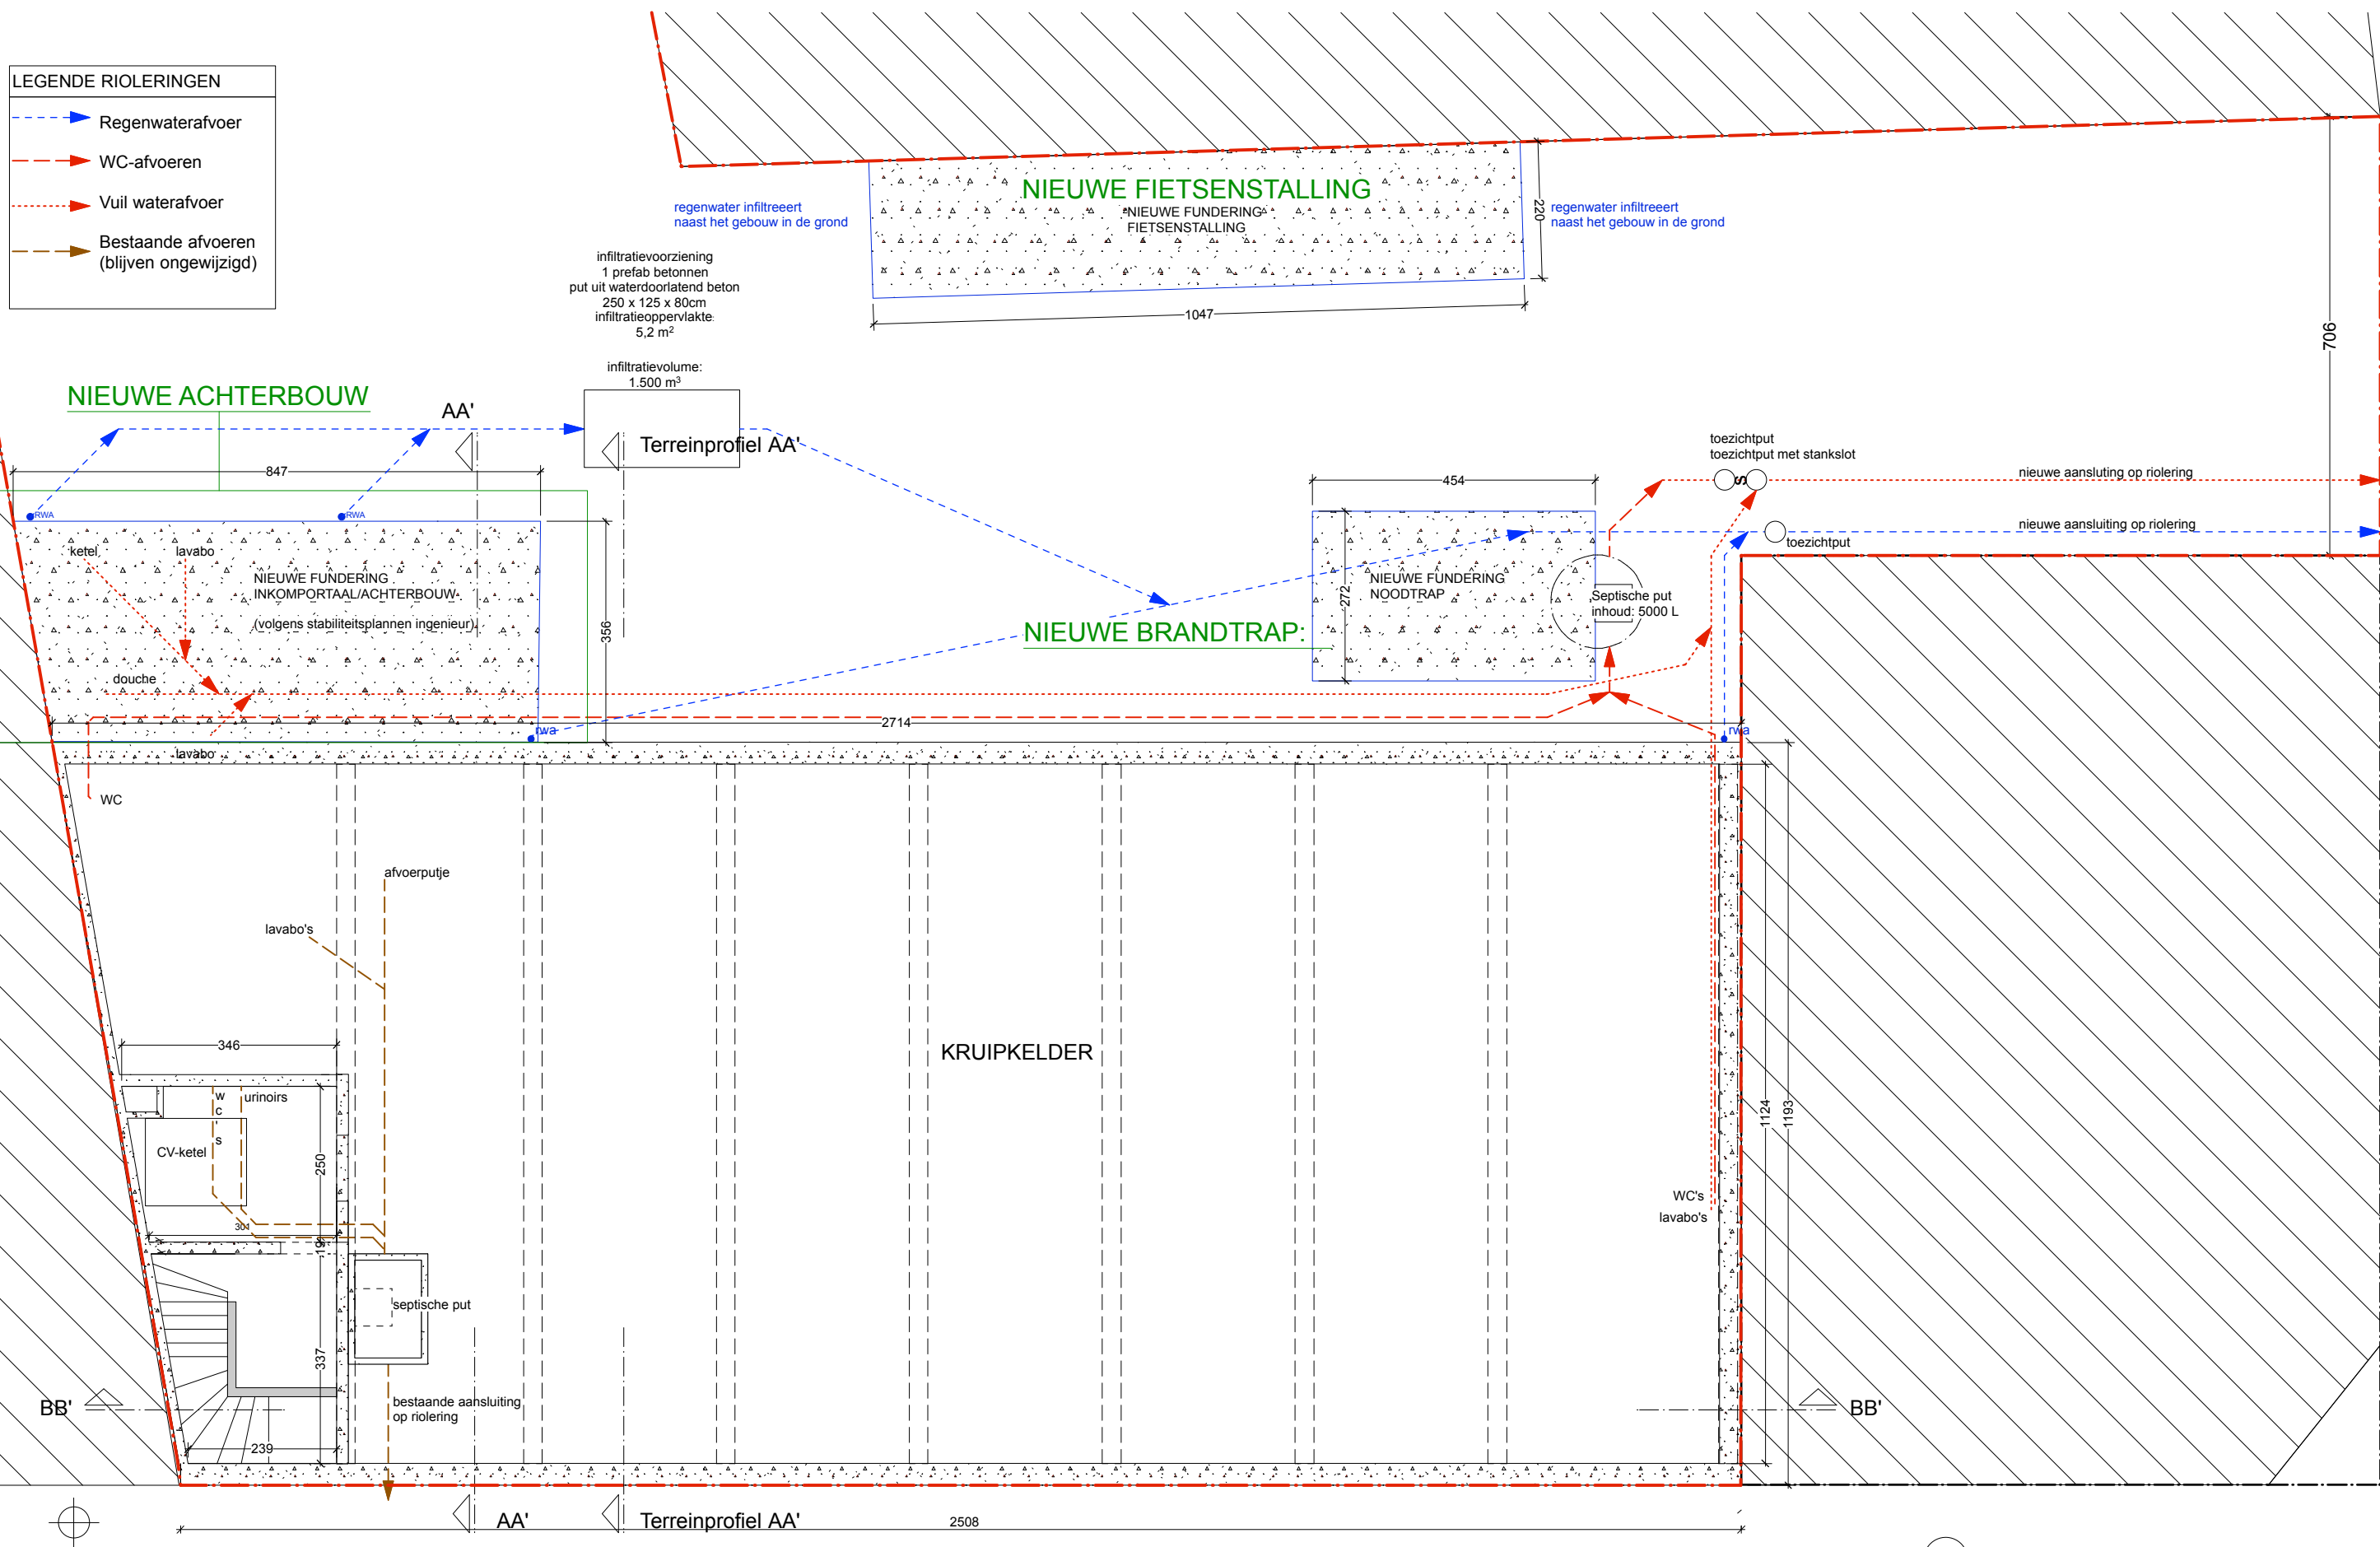 LEGENDE RIOLERINGEN
Regenwaterafvoer
WC-afvoeren
Vuil waterafvoer
Bestaande afvoeren
(blijven ongewijzigd)
NIEUWE FIETSENSTALLING
NIEUWE FUNDERING
FIETSENSTALLING
regenwater infiltreeert
naast het gebouw in de grond
regenwater infiltreeert
naast het gebouw in de grond
220
1047
706
infiltratievoorziening
1 prefab betonnen
put uit waterdoorlatend beton
250 x 125 x 80cm
infiltratieoppervlakte:
5,2 m²
infiltratievolume:
1.500 m³
NIEUWE ACHTERBOUW
AA'
Terreinprofiel AA'
847
RWA
RWA
ketel
lavabo
NIEUWE FUNDERING
INKOMPORTAAL/ACHTERBOUW
(volgens stabiliteitsplannen ingenieur)
douche
356
454
272
NIEUWE FUNDERING
NOODTRAP
Septische put
inhoud: 5000 L
NIEUWE BRANDTRAP:
toezichtput
toezichtput met stankslot
S
nieuwe aansluting op riolering
nieuwe aansluiting op riolering
toezichtput
2714
rwa
rwa
lavabo
WC
afvoerputje
lavabo's
KRUIPKELDER
346
wc's
urinoirs
CV-ketel
250
301
19
337
239
septische put
bestaande aansluiting
op riolering
WC's
lavabo's
1124
1193
BB'
BB'
AA'
Terreinprofiel AA'
2508